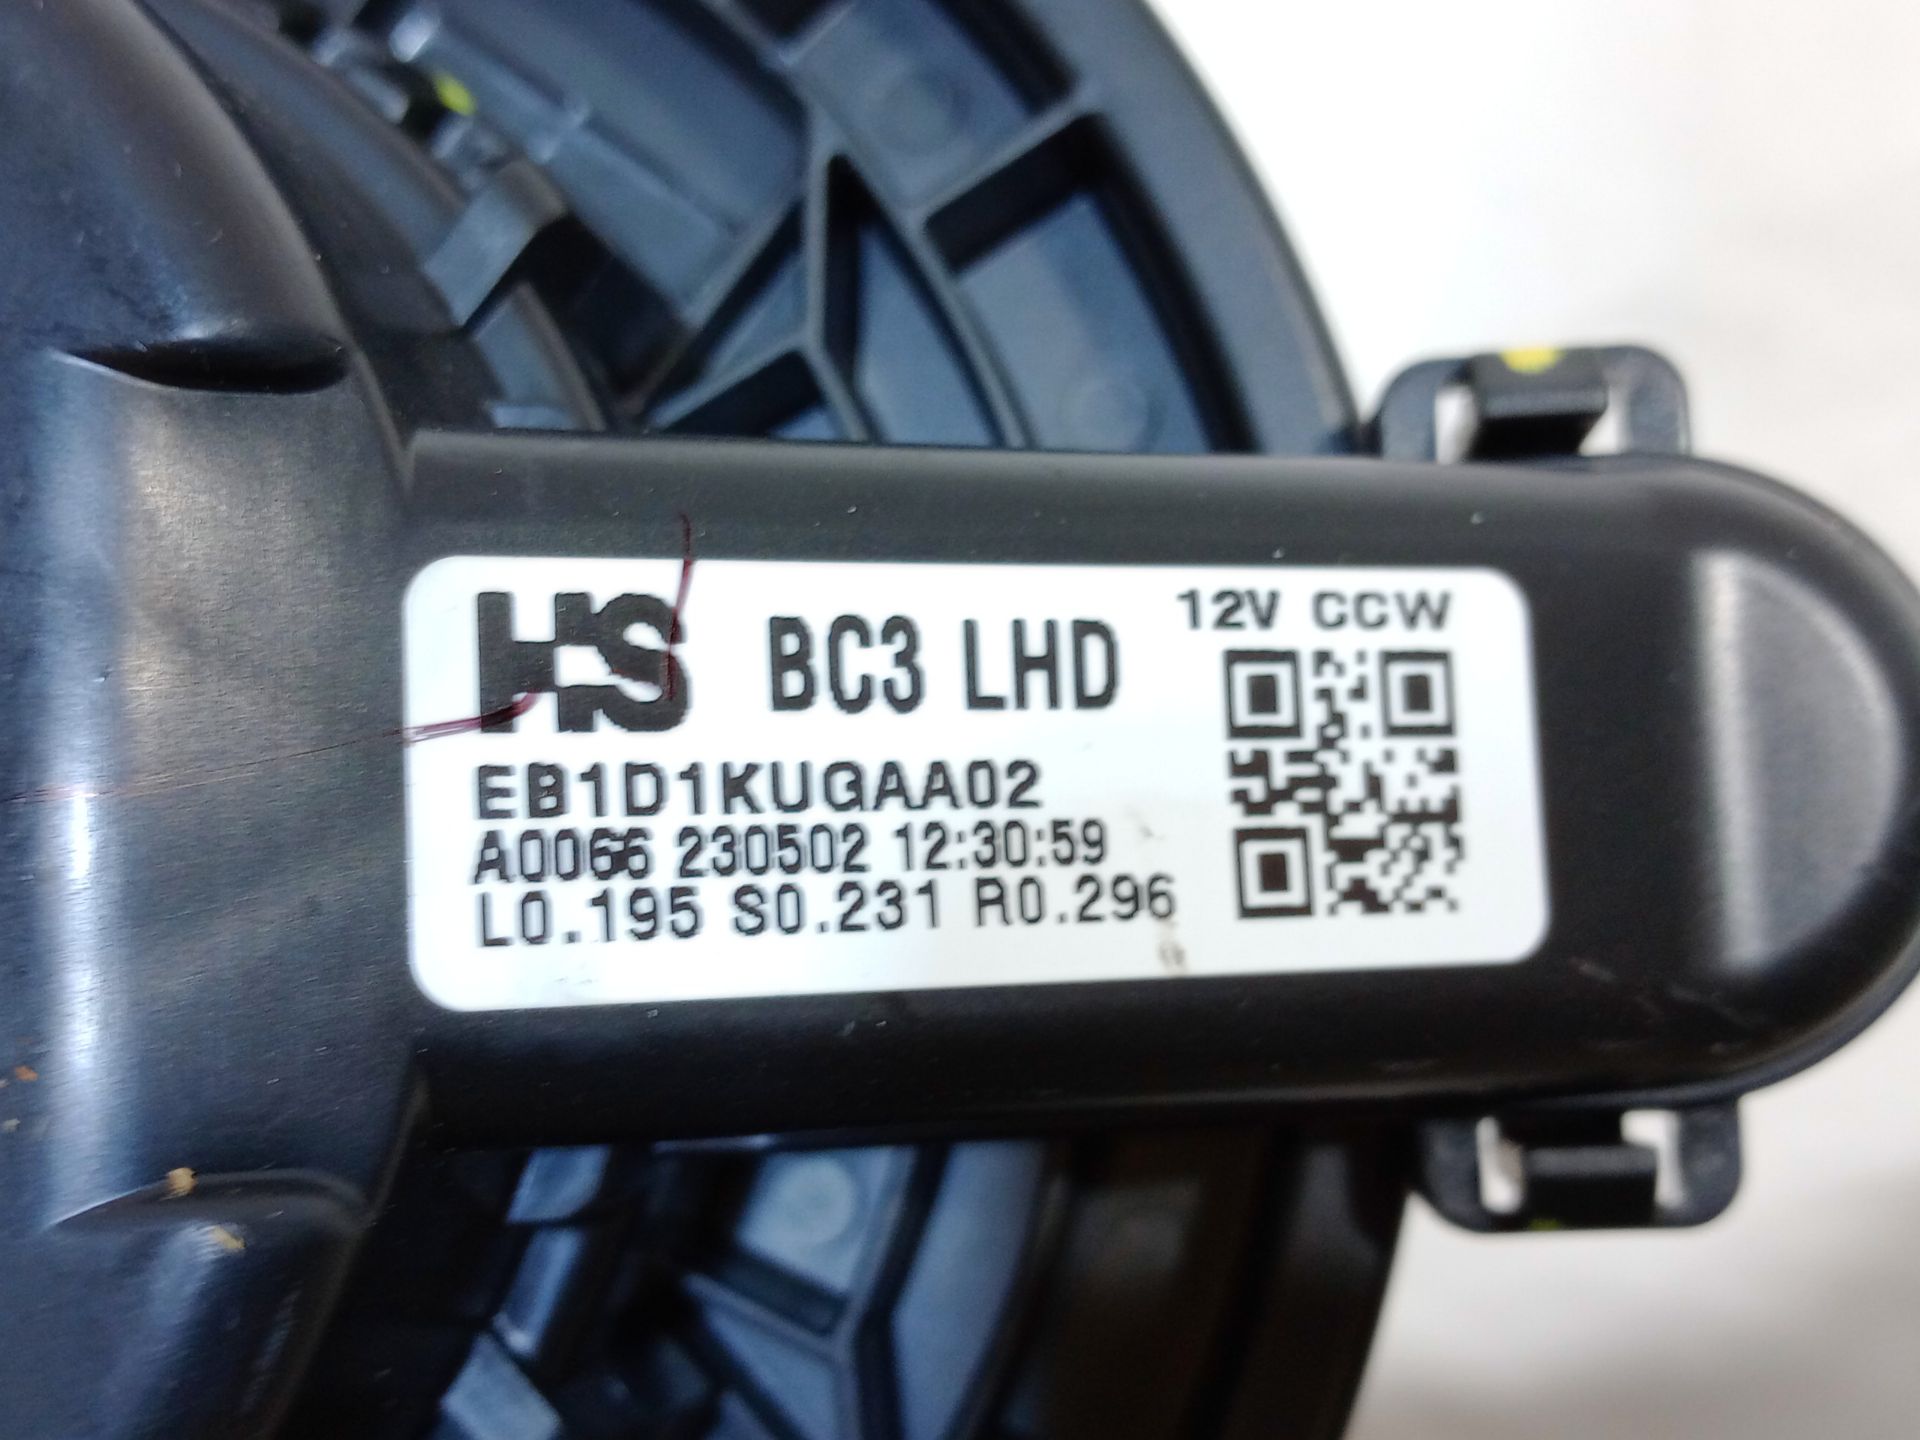 HS BC3 LHD 12V CCW
EB1D1KUGAA02
A0066 230502 12:30:59
L0.195 S0.231 R0.296